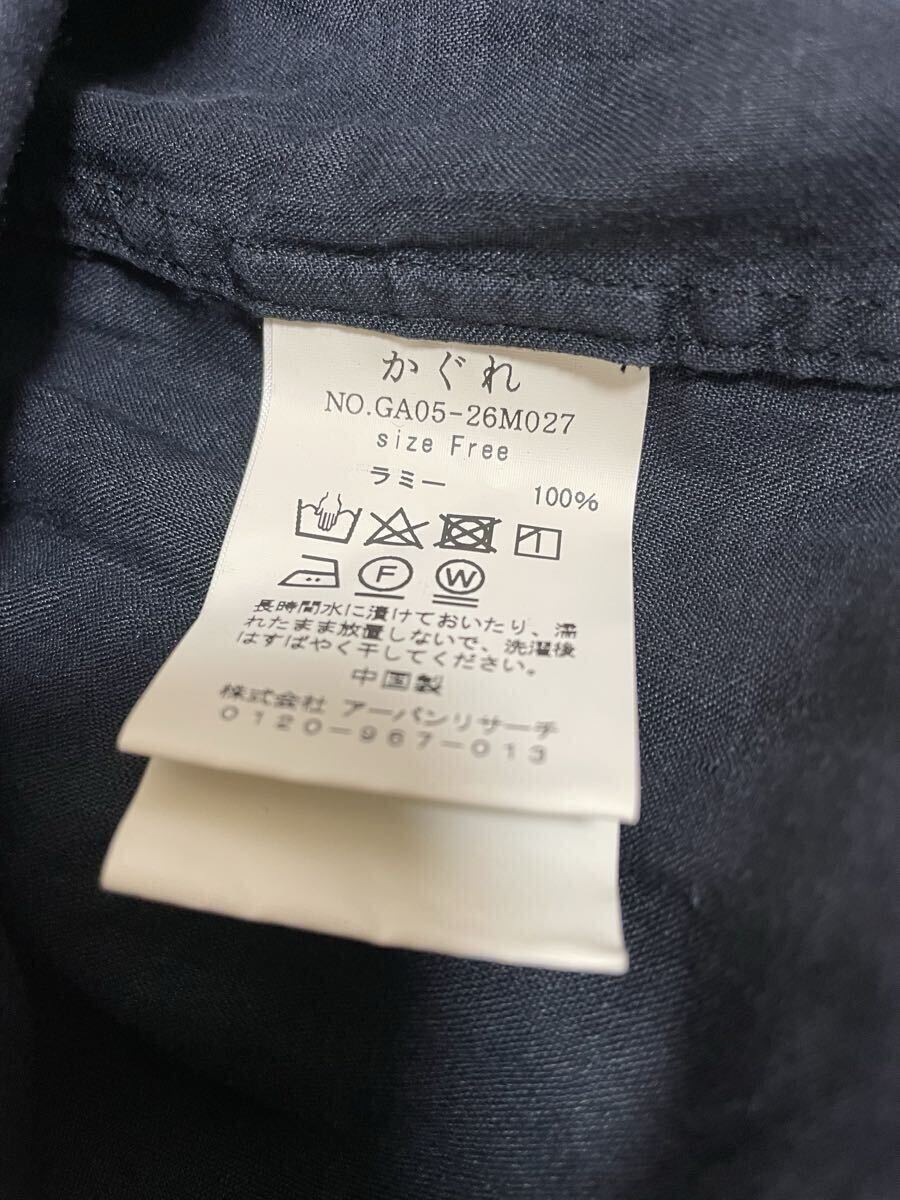 かぐれ
NO.GA05-26M027
size Free
ラミー 100%
F W
長時間水に漬けておいたり、濡
れたまま放置しないで、洗濯後
はすばやく干してください。
中国製
株式会社 アーバンリサーチ
0120-967-013